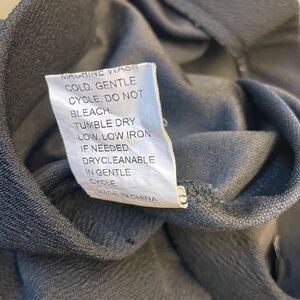 MACHINE WASH
COLD. GENTLE
CYCLE. DO NOT
BLEACH.
TUMBLE DRY
LOW. LOW IRON
IF NEEDED.
DRYCLEANABLE
IN GENTLE
CYCLE.
MADE IN CHINA